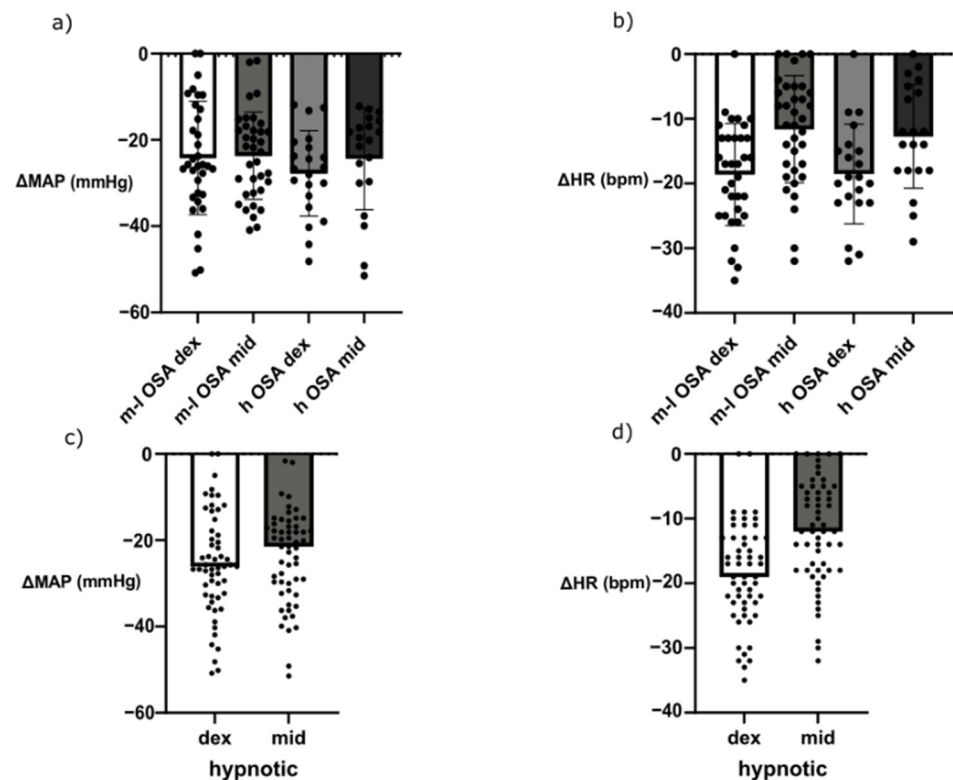 a)
0
−20
−40
−60
ΔMAP (mmHg)
m-l OSA dex
m-l OSA mid
h OSA dex
h OSA mid
b)
0
−10
−20
−30
−40
ΔHR (bpm)
m-l OSA dex
m-l OSA mid
h OSA dex
h OSA mid
c)
0
−20
−40
−60
ΔMAP (mmHg)
dex
mid
hypnotic
d)
0
−10
−20
−30
−40
ΔHR (bpm)
dex
mid
hypnotic